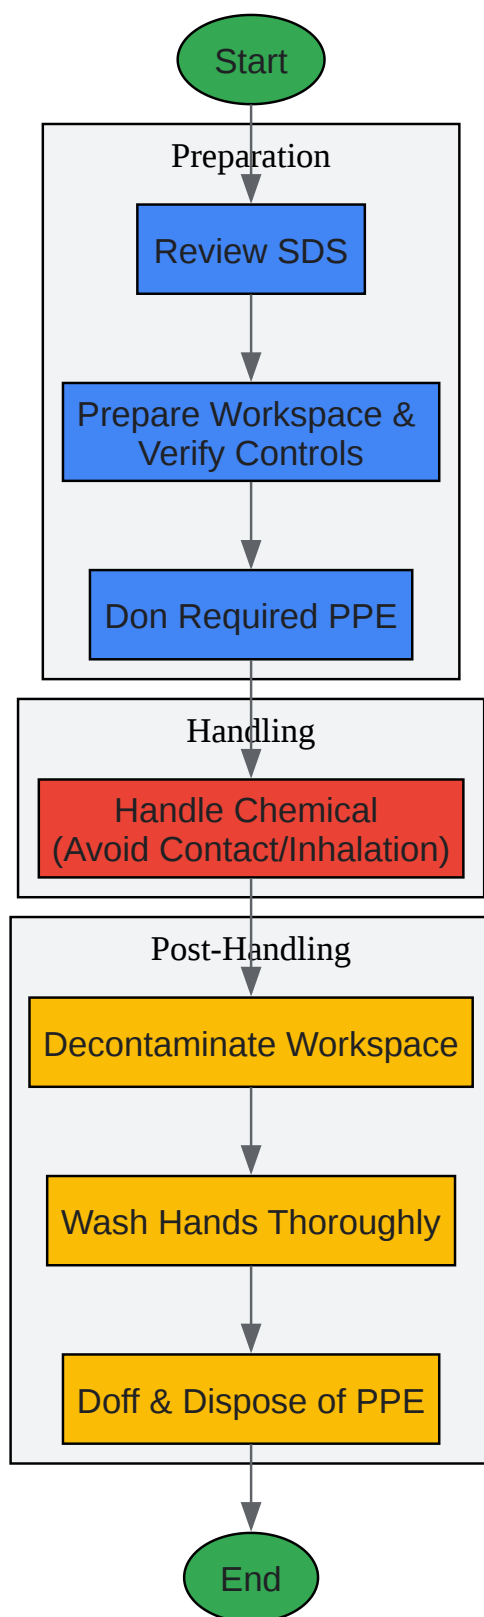 Start
Preparation
Review SDS
Prepare Workspace &
Verify Controls
Don Required PPE
Handling
Handle Chemical
(Avoid Contact/Inhalation)
Post-Handling
Decontaminate Workspace
Wash Hands Thoroughly
Doff & Dispose of PPE
End